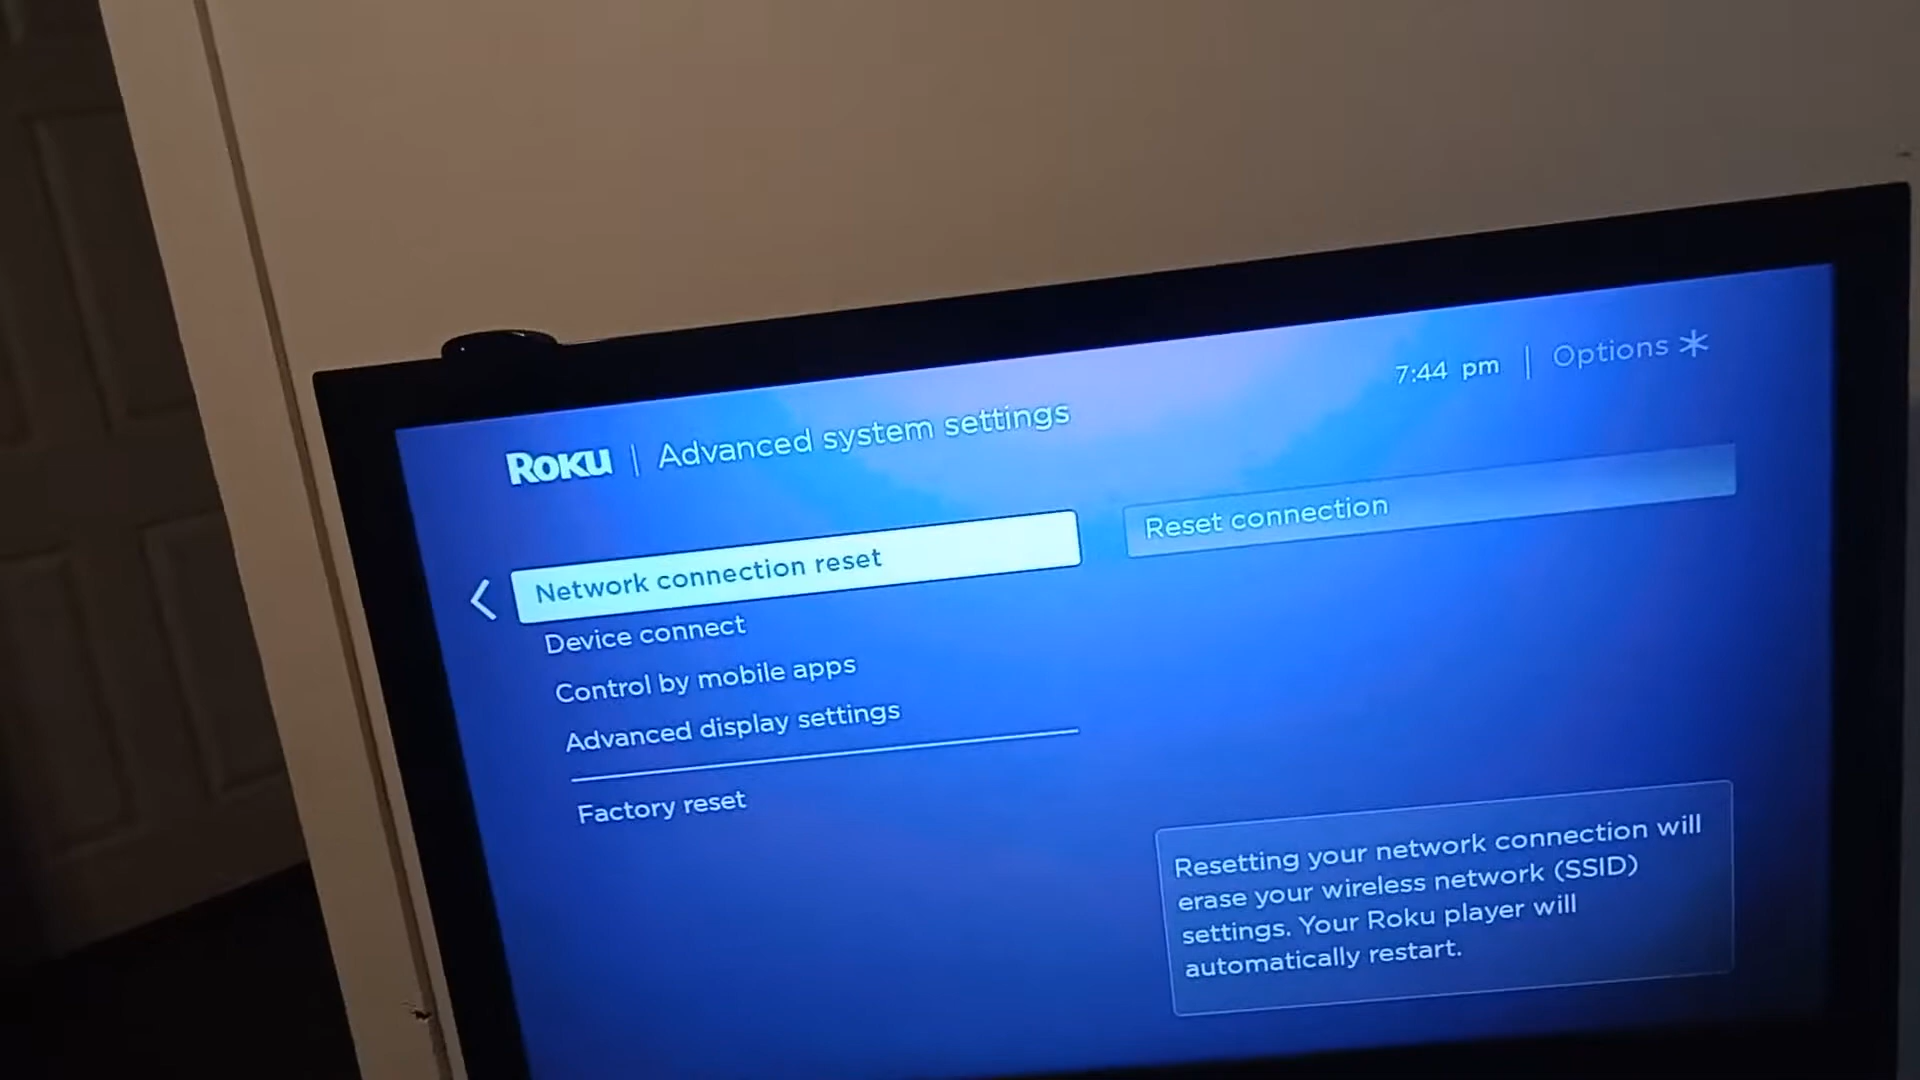 7:44 pm | Options *
Roku | Advanced system settings
Network connection reset
Reset connection
Device connect
Control by mobile apps
Advanced display settings
Factory reset
Resetting your network connection will
erase your wireless network (SSID)
settings. Your Roku player will
automatically restart.